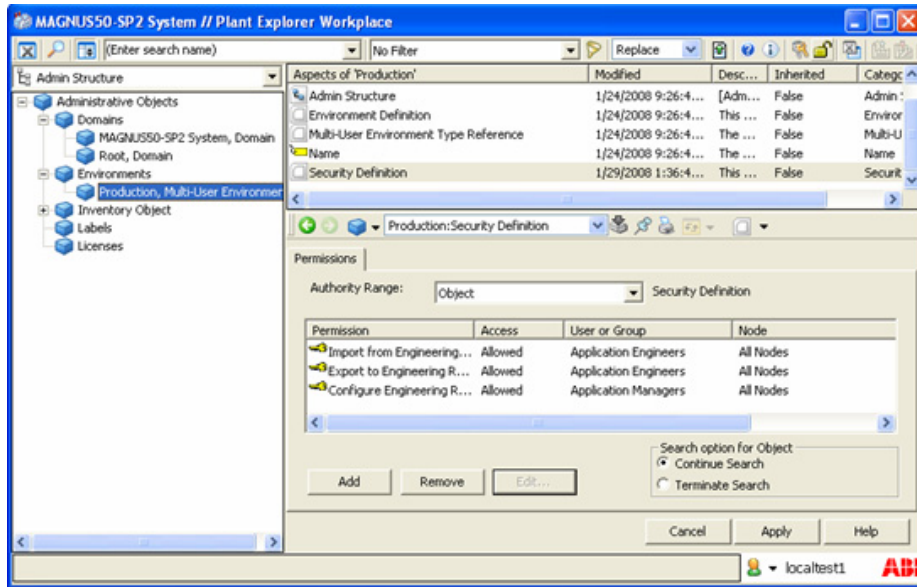 MAGNUS50-SP2 System // Plant Explorer Workplace
(Enter search name) No Filter Replace
Admin Structure
Administrative Objects
Domains
MAGNUS50-SP2 System, Domain
Root, Domain
Environments
Production, Multi-User Environmer
Inventory Object
Labels
Licenses
Aspects of 'Production' Modified Desc... Inherited Categc
Admin Structure 1/24/2008 9:26:4... [Adm... False Admin
Environment Definition 1/24/2008 9:26:4... This ... False Enviror
Multi-User Environment Type Reference 1/24/2008 9:26:4... The ... False Multi-U
Name 1/24/2008 9:26:4... The ... False Name
Security Definition 1/29/2008 1:36:4... This ... False Securit
Production:Security Definition
Permissions
Authority Range: Object Security Definition
Permission Access User or Group Node
Import from Engineering... Allowed Application Engineers All Nodes
Export to Engineering R... Allowed Application Engineers All Nodes
Configure Engineering R... Allowed Application Managers All Nodes
Search option for Object
Continue Search
Terminate Search
Add Remove Edit...
Cancel Apply Help
localtest1 ABB